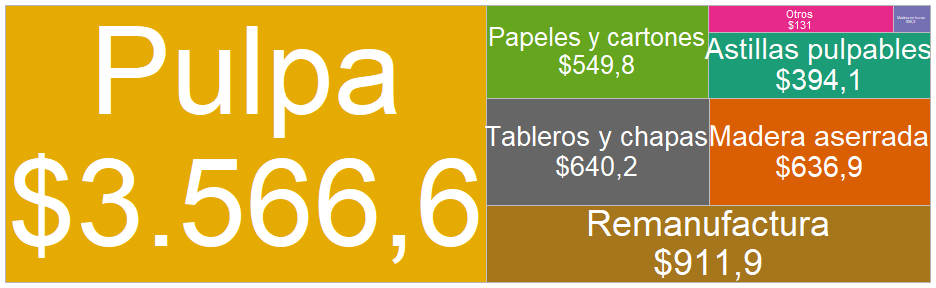 Pulpa
$3.566,6
Papeles y cartones
$549,8
Otros
$131
Astillas pulpables
$394,1
Tableros y chapas
$640,2
Madera aserrada
$636,9
Remanufactura
$911,9